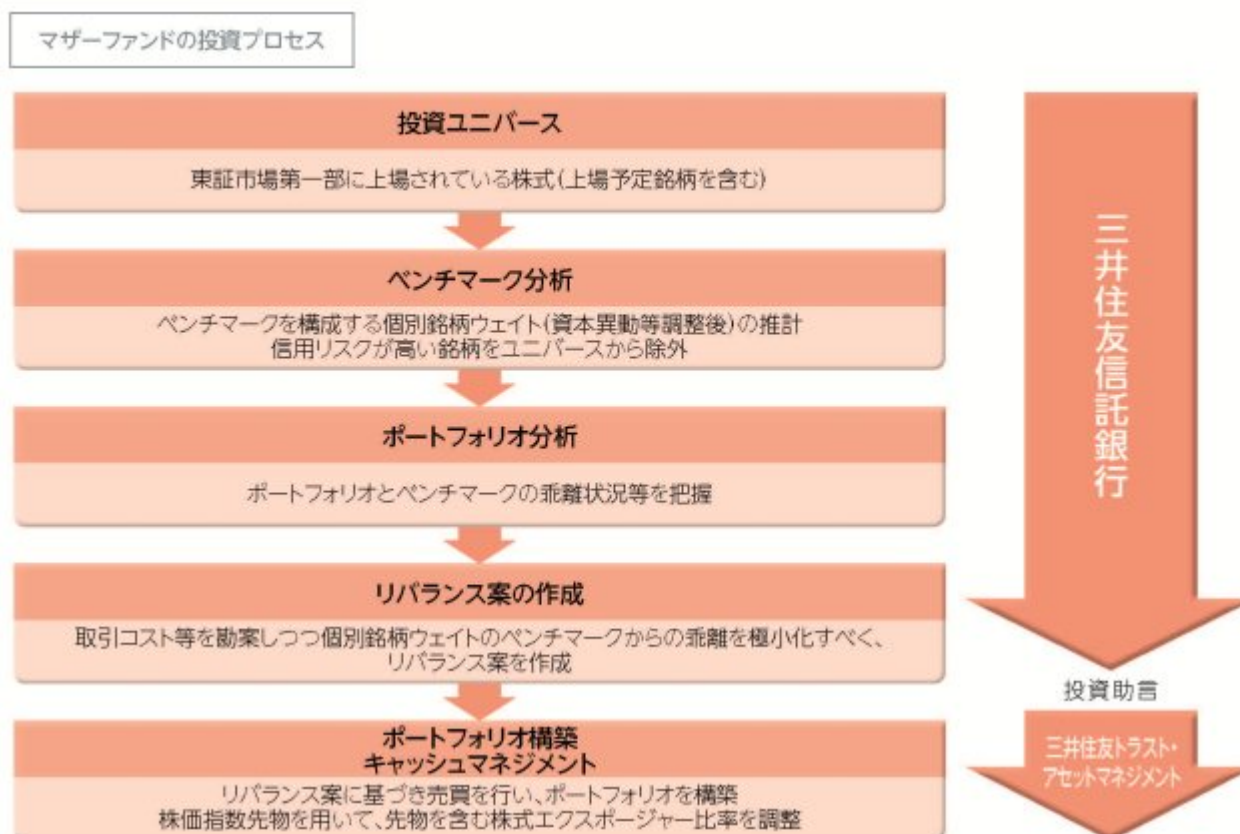 マザーファンドの投資プロセス
投資ユニバース
東証市場第一部に上場されている株式(上場予定銘柄を含む)
ベンチマーク分析
ベンチマークを構成する個別銘柄ウェイト(資本異動等調整後)の推計
信用リスクが高い銘柄をユニバースから除外
ポートフォリオ分析
ポートフォリオとベンチマークの乖離状況等を把握
リバランス案の作成
取引コスト等を勘案しつつ個別銘柄ウェイトのベンチマークからの乖離を極小化すべく、
リバランス案を作成
ポートフォリオ構築
キャッシュマネジメント
リバランス案に基づき売買を行い、ポートフォリオを構築
株価指数先物を用いて、先物を含む株式エクスポージャー比率を調整
三井住友信託銀行
投資助言
三井住友トラスト・
アセットマネジメント